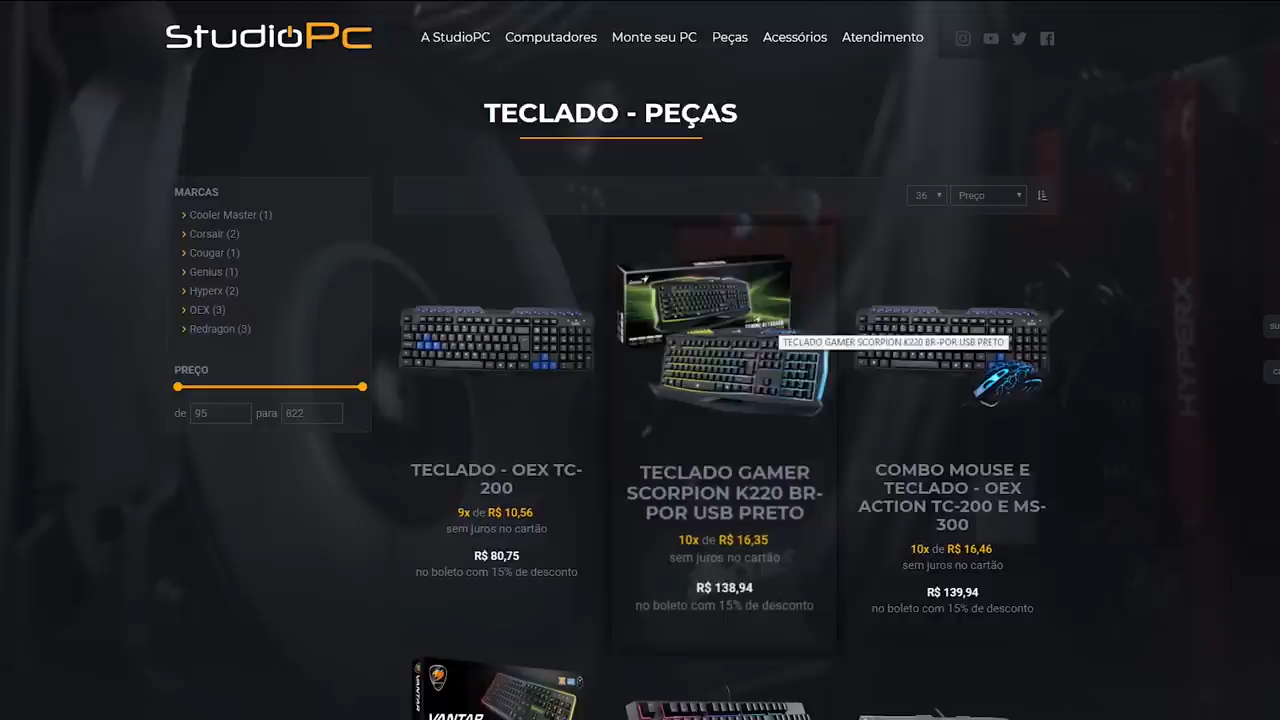 StudioPc
A StudioPC Computadores Monte seu PC Peças Acessórios Atendimento
TECLADO - PEÇAS
MARCAS
Cooler Master (1)
Corsair (2)
Cougar (1)
Genius (1)
Hyperx (2)
OEX (3)
Redragon (3)
PREÇO
de 95 para 822
36 Preço
TECLADO GAMER SCORPION K220 BR-POR USB PRETO
HYPERX
TECLADO - OEX TC-
200
9x de R$ 10,56
sem juros no cartão
R$ 80,75
no boleto com 15% de desconto
TECLADO GAMER
SCORPION K220 BR-
POR USB PRETO
10x de R$ 16,35
sem juros no cartão
R$ 138,94
no boleto com 15% de desconto
COMBO MOUSE E
TECLADO - OEX
ACTION TC-200 E MS-
300
10x de R$ 16,46
sem juros no cartão
R$ 139,94
no boleto com 15% de desconto
VANTAR